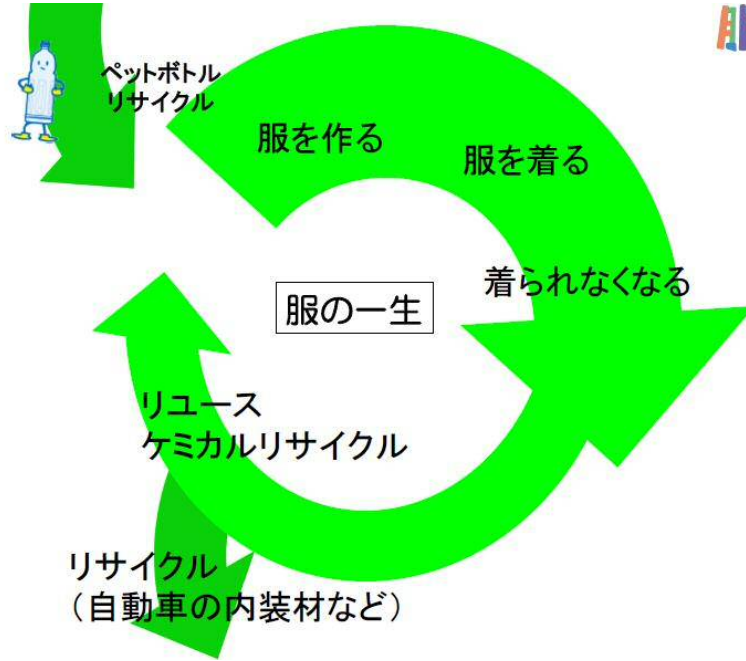 ペットボトル
リサイクル
服を作る
服を着る
着られなくなる
服の一生
リユース
ケミカルリサイクル
リサイクル
（自動車の内装材など）